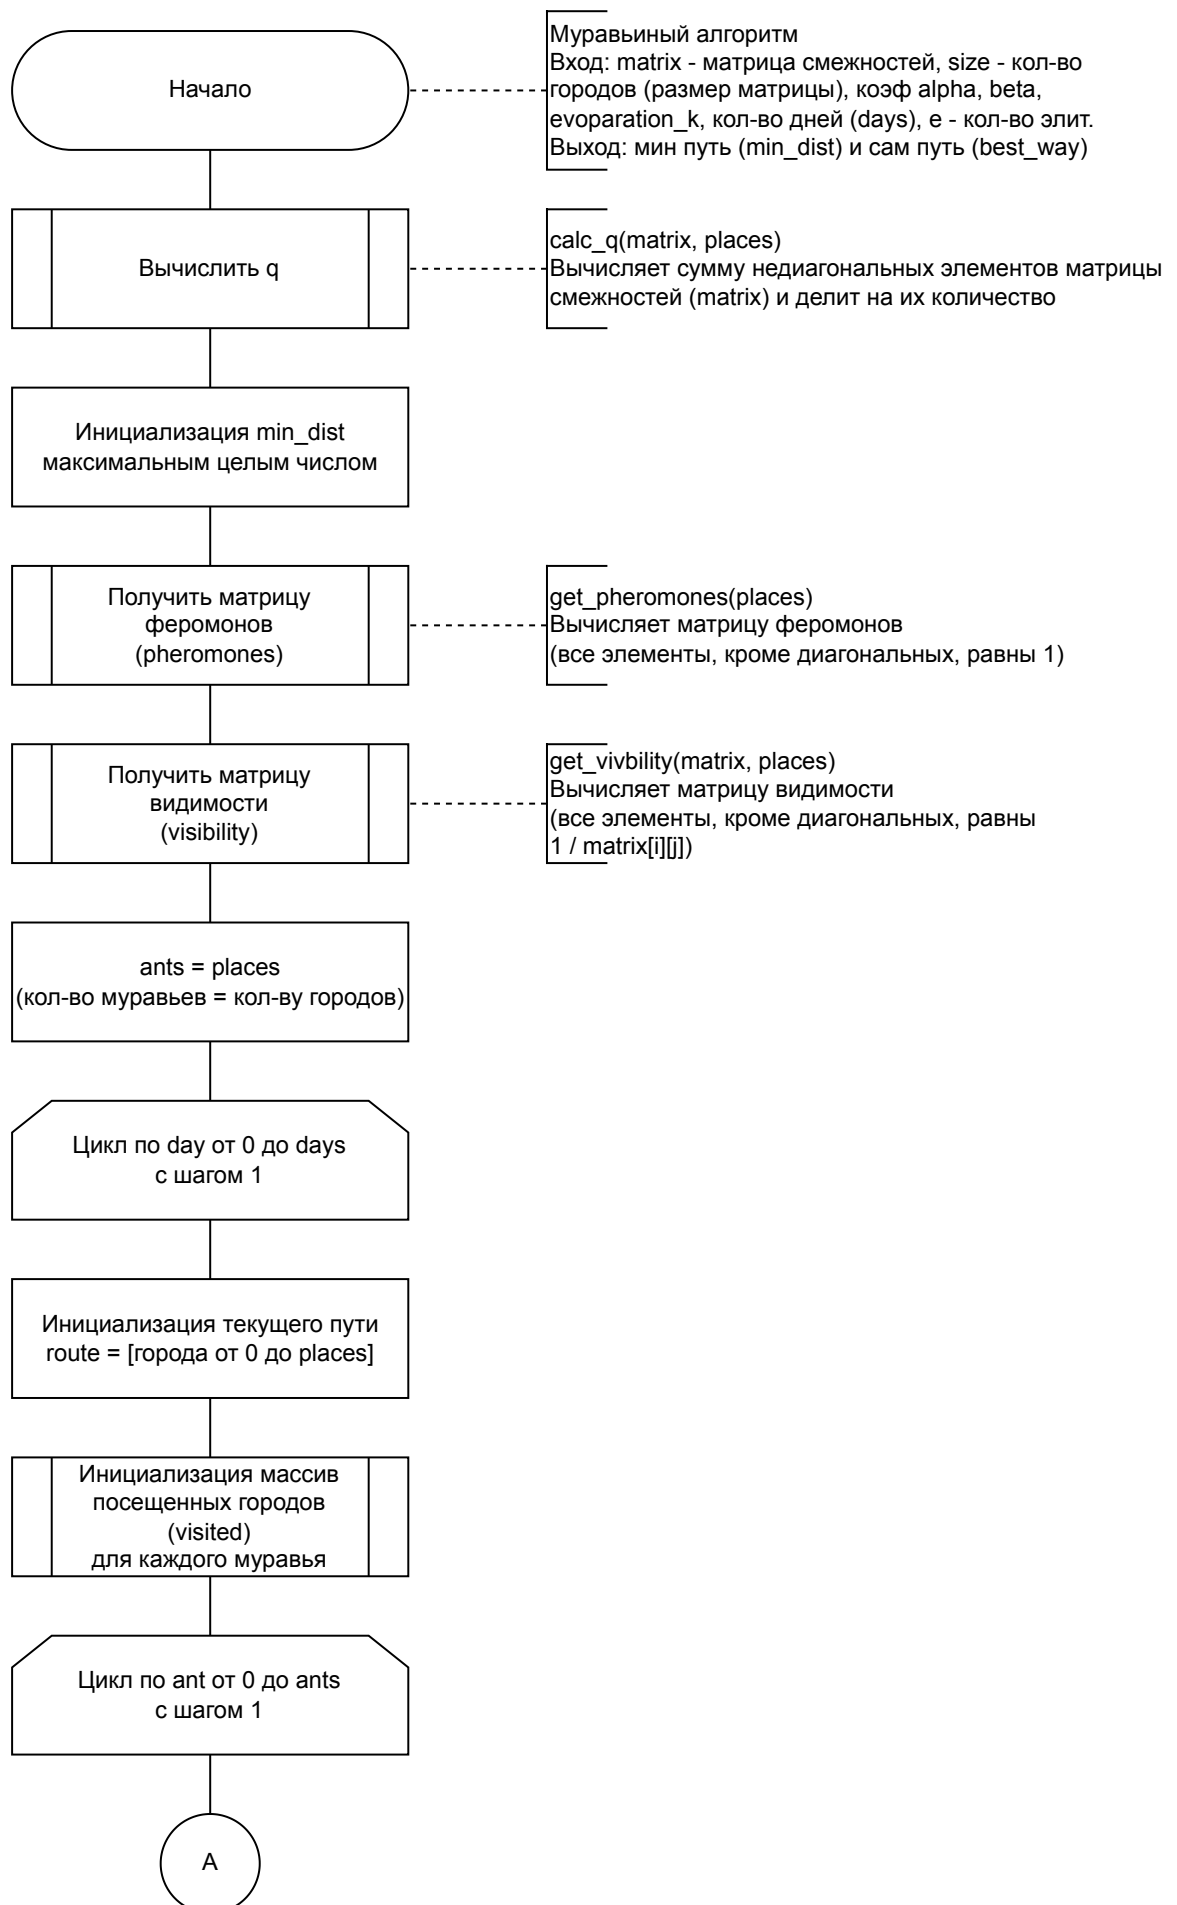 Начало
Муравьиный алгоритм
Вход: matrix - матрица смежностей, size - кол-во
городов (размер матрицы), коэф alpha, beta,
evoparation_k, кол-во дней (days), e - кол-во элит.
Выход: мин путь (min_dist) и сам путь (best_way)
Вычислить q
calc_q(matrix, places)
Вычисляет сумму недиагональных элементов матрицы
смежностей (matrix) и делит на их количество
Инициализация min_dist
максимальным целым числом
Получить матрицу
феромонов
(pheromones)
get_pheromones(places)
Вычисляет матрицу феромонов
(все элементы, кроме диагональных, равны 1)
Получить матрицу
видимости
(visibility)
get_vivbility(matrix, places)
Вычисляет матрицу видимости
(все элементы, кроме диагональных, равны
1 / matrix[i][j])
ants = places
(кол-во муравьев = кол-ву городов)
Цикл по day от 0 до days
с шагом 1
Инициализация текущего пути
route = [города от 0 до places]
Инициализация массив
посещенных городов
(visited)
для каждого муравья
Цикл по ant от 0 до ants
с шагом 1
А